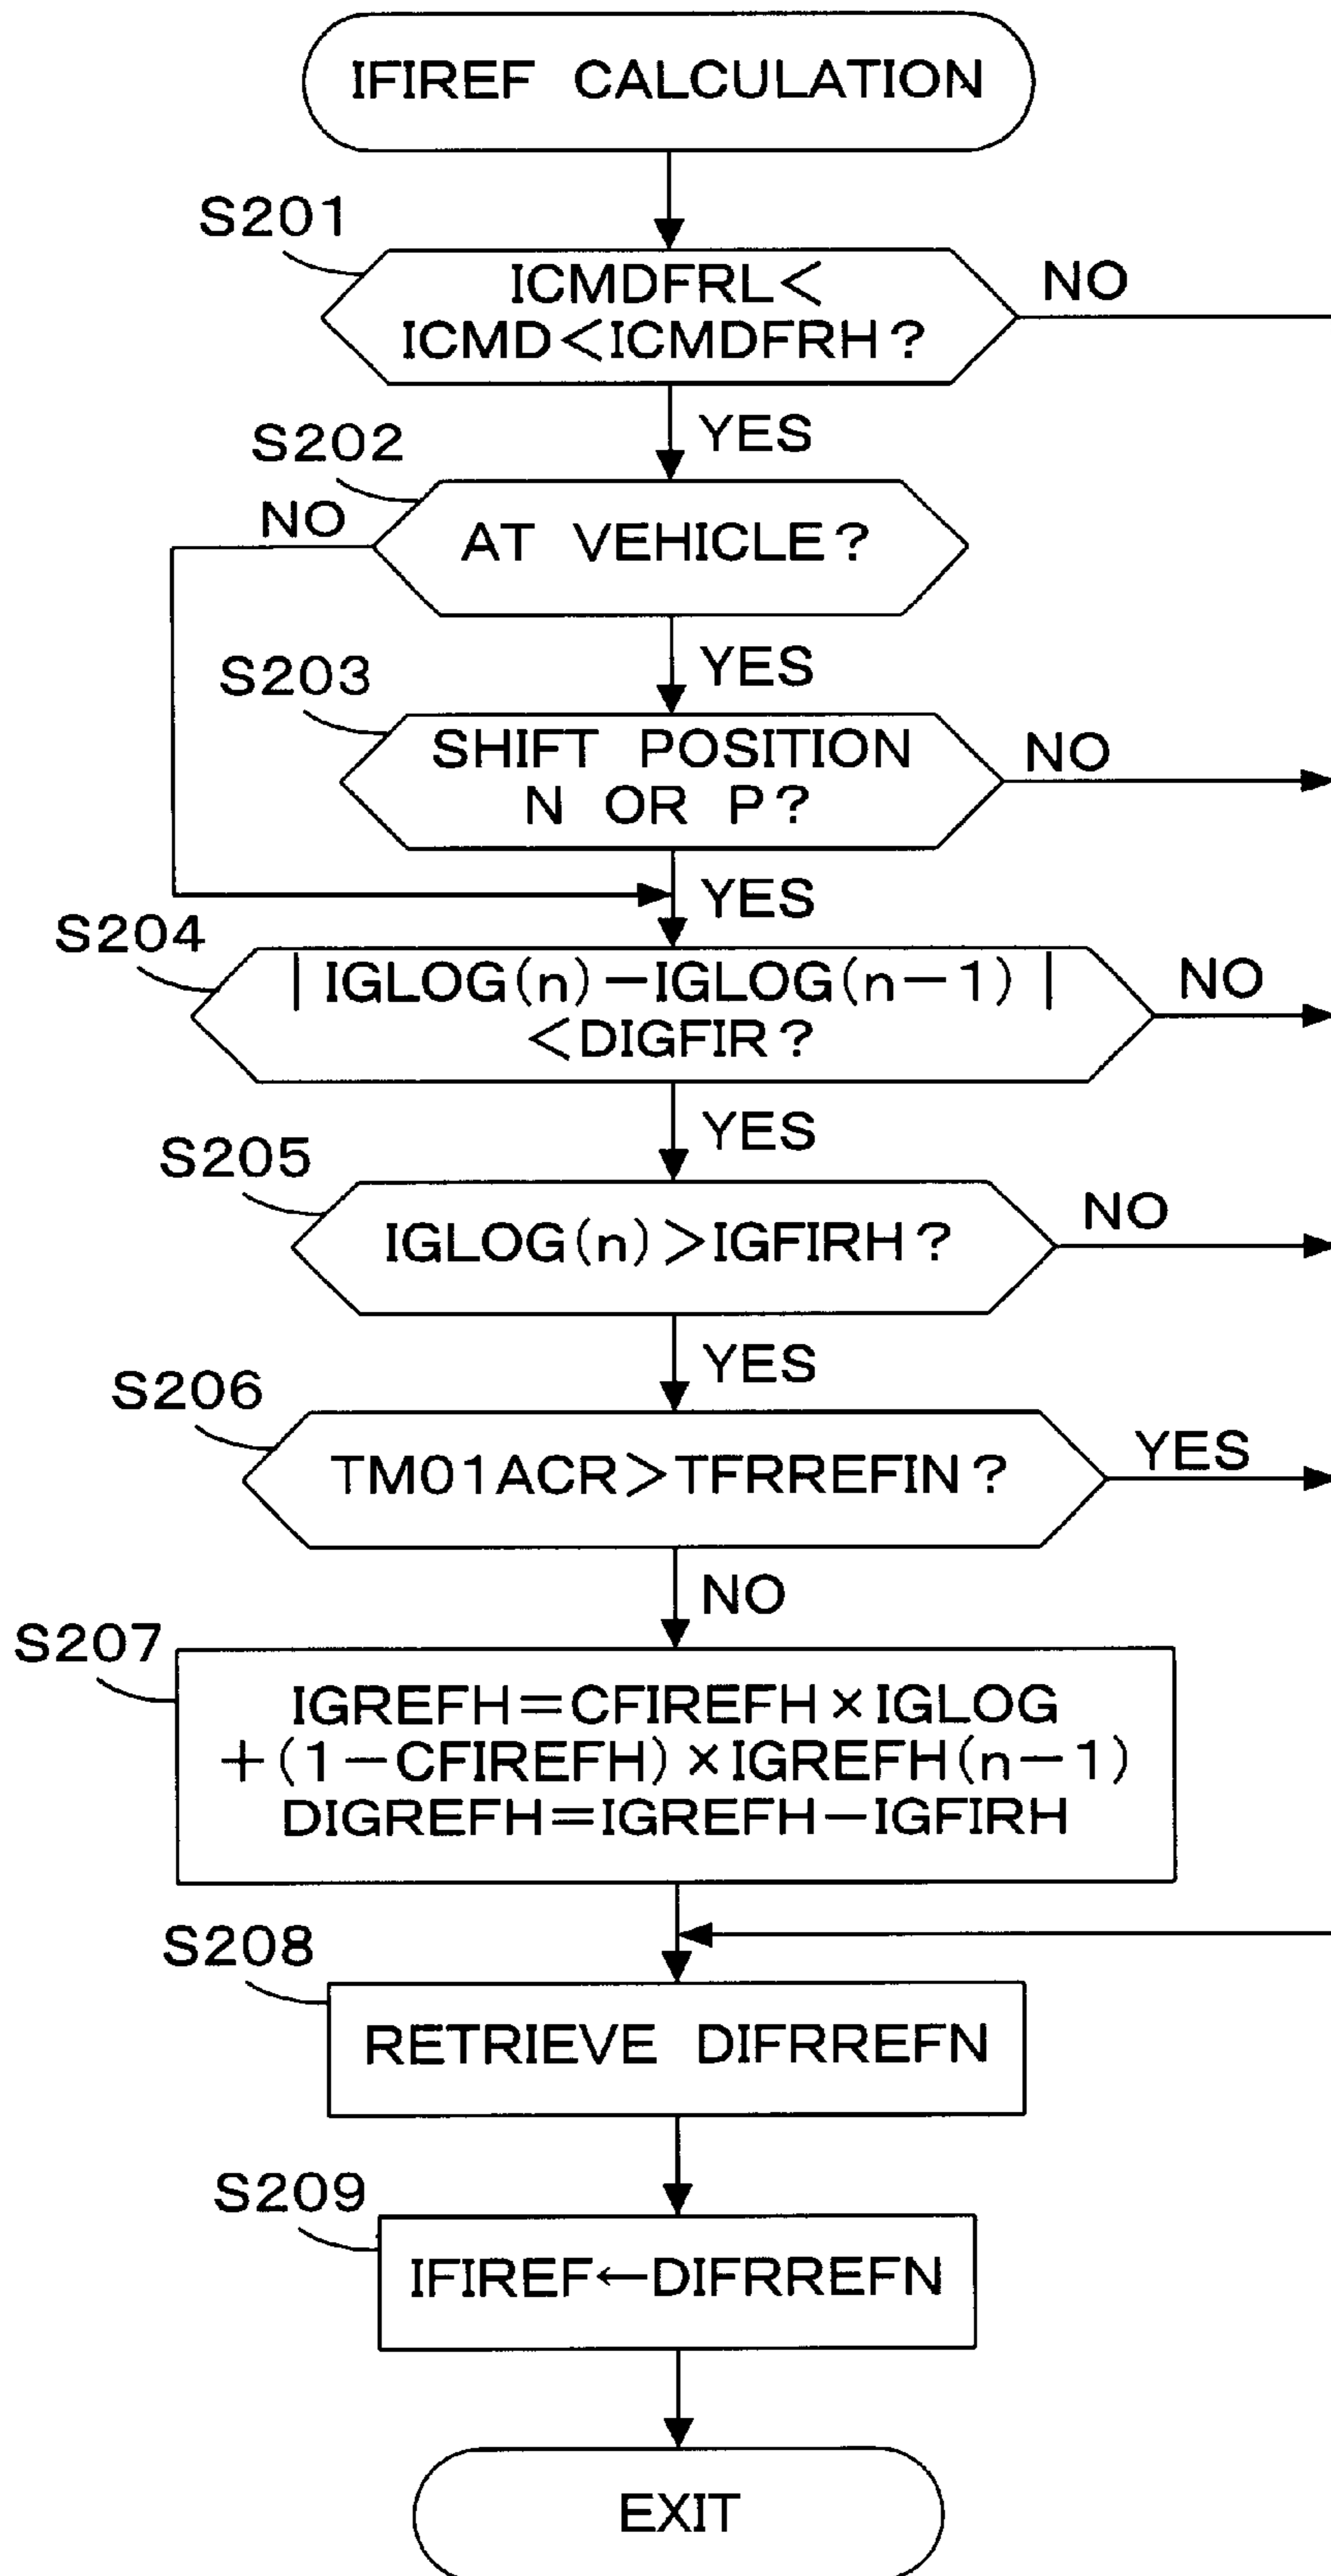 IFIREF CALCULATION
S201
ICMDFRL<
ICMD<ICMDFRH?
NO
YES
S202
NO
AT VEHICLE?
YES
S203
SHIFT POSITION
N OR P?
NO
YES
S204
|IGLOG(n)−IGLOG(n−1)|
<DIGFIR?
NO
YES
S205
IGLOG(n)>IGFIRH?
NO
YES
S206
TM01ACR>TFRREFIN?
YES
NO
S207
IGREFH=CFIREFH×IGLOG
+(1−CFIREFH)×IGREFH(n−1)
DIGREFH=IGREFH−IGFIRH
S208
RETRIEVE DIFRREFN
S209
IFIREF←DIFRREFN
EXIT